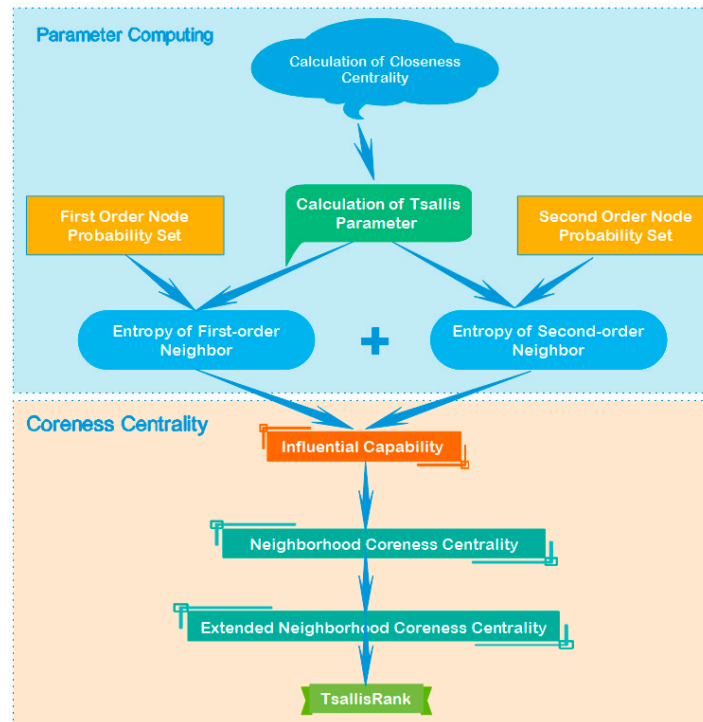 Parameter Computing
Calculation of Closeness
Centrality
First Order Node
Probability Set
Calculation of Tsallis
Parameter
Second Order Node
Probability Set
Entropy of First-order
Neighbor
+
Entropy of Second-order
Neighbor
Coreness Centrality
Influential Capability
Neighborhood Coreness Centrality
Extended Neighborhood Coreness Centrality
TsallisRank